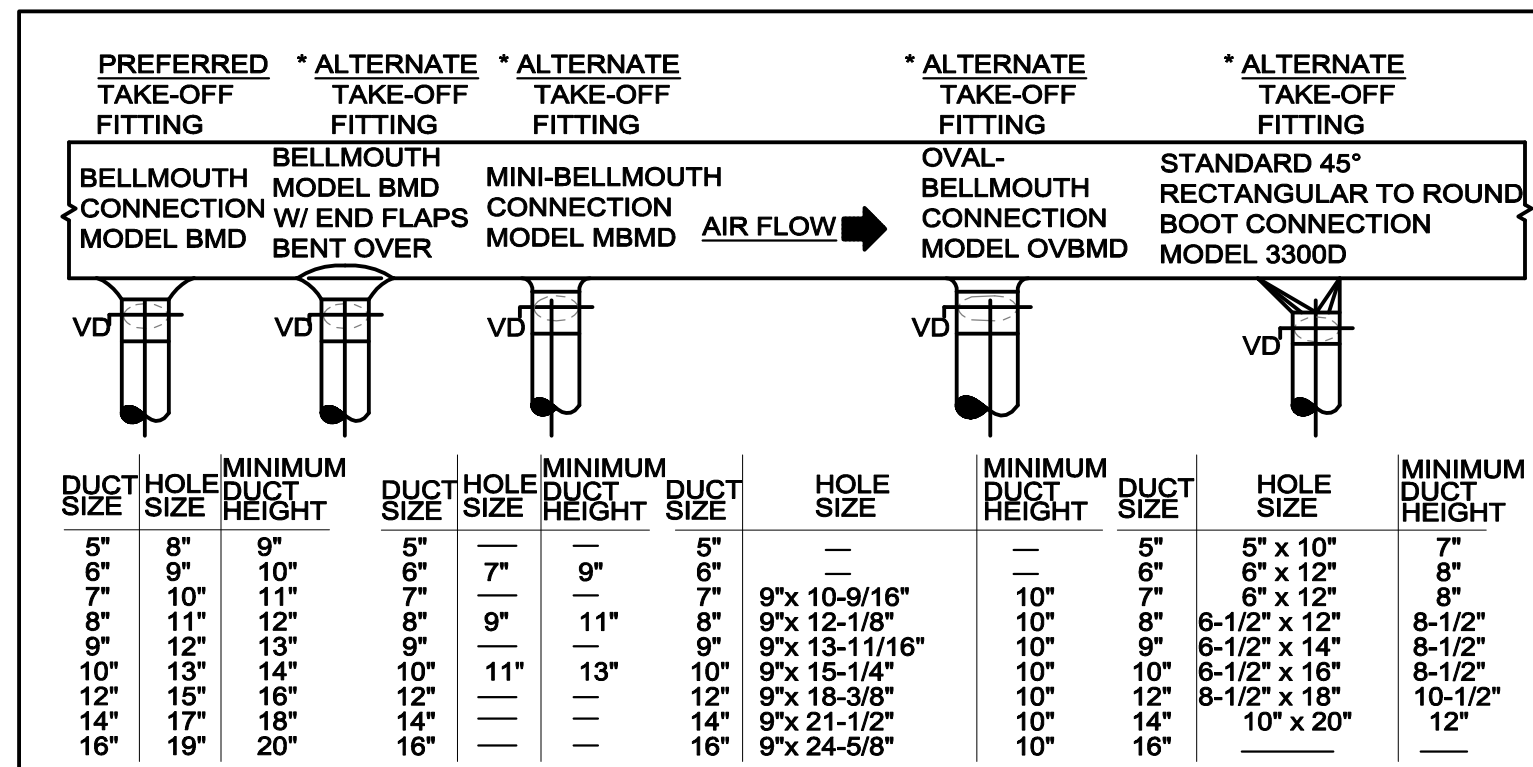 PREFERRED
TAKE-OFF
FITTING
* ALTERNATE
TAKE-OFF
FITTING
* ALTERNATE
TAKE-OFF
FITTING
* ALTERNATE
TAKE-OFF
FITTING
* ALTERNATE
TAKE-OFF
FITTING
BELLMOUTH
CONNECTION
MODEL BMD
BELLMOUTH
MODEL BMD
W/ END FLAPS
BENT OVER
MINI-BELLMOUTH
CONNECTION
MODEL MBMD
AIR FLOW
OVAL-
BELLMOUTH
CONNECTION
MODEL OVBMD
STANDARD 45°
RECTANGULAR TO ROUND
BOOT CONNECTION
MODEL 3300D
VD
VD
VD
VD
VD
DUCT SIZE HOLE SIZE MINIMUM DUCT HEIGHT
5" 8" 9"
6" 9" 10"
7" 10" 11"
8" 11" 12"
9" 12" 13"
10" 13" 14"
12" 15" 16"
14" 17" 18"
16" 19" 20"
DUCT SIZE HOLE SIZE MINIMUM DUCT HEIGHT
5" — —
6" 7" 9"
7" — —
8" 9" 11"
9" — —
10" 11" 13"
12" — —
14" — —
16" — —
DUCT SIZE HOLE SIZE MINIMUM DUCT HEIGHT
5" — —
6" — —
7" 9"x 10-9/16" 10"
8" 9"x 12-1/8" 10"
9" 9"x 13-11/16" 10"
10" 9"x 15-1/4" 10"
12" 9"x 18-3/8" 10"
14" 9"x 21-1/2" 10"
16" 9"x 24-5/8" 10"
DUCT SIZE HOLE SIZE MINIMUM DUCT HEIGHT
5" 5" x 10" 7"
6" 6" x 12" 8"
7" 6" x 12" 8"
8" 6-1/2" x 12" 8-1/2"
9" 6-1/2" x 14" 8-1/2"
10" 6-1/2" x 16" 8-1/2"
12" 8-1/2" x 18" 10-1/2"
14" 10" x 20" 12"
16" — —